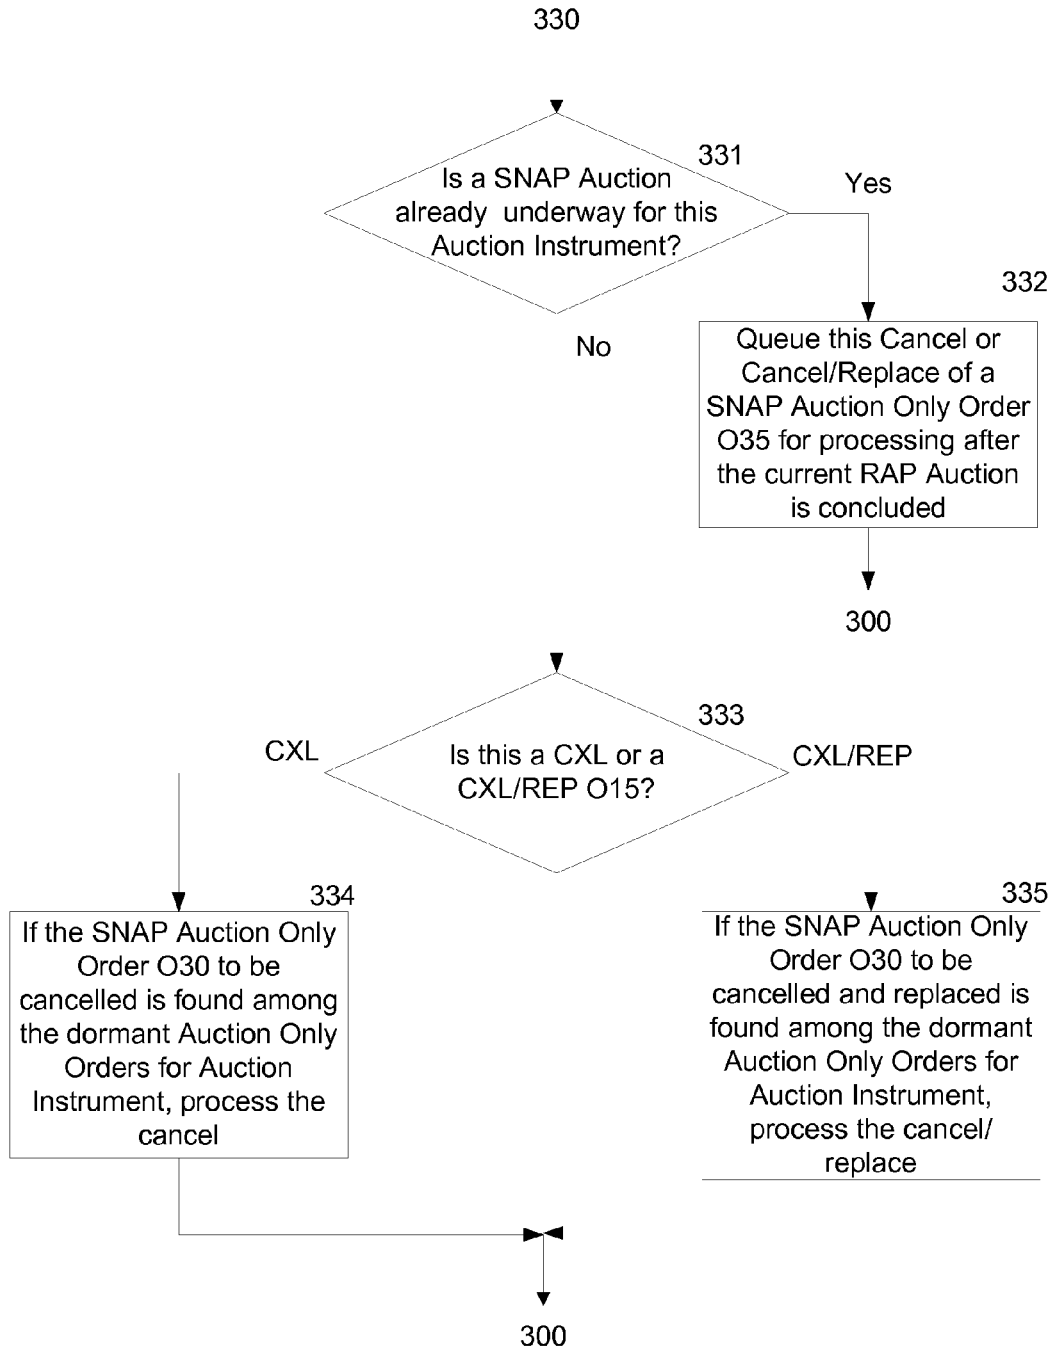 330
331
Is a SNAP Auction
already underway for this
Auction Instrument?
Yes
No
332
Queue this Cancel or
Cancel/Replace of a
SNAP Auction Only Order
O35 for processing after
the current RAP Auction
is concluded
300
333
CXL
Is this a CXL or a
CXL/REP O15?
CXL/REP
334
If the SNAP Auction Only
Order O30 to be
cancelled is found among
the dormant Auction Only
Orders for Auction
Instrument, process the
cancel
335
If the SNAP Auction Only
Order O30 to be
cancelled and replaced is
found among the dormant
Auction Only Orders for
Auction Instrument,
process the cancel/
replace
300